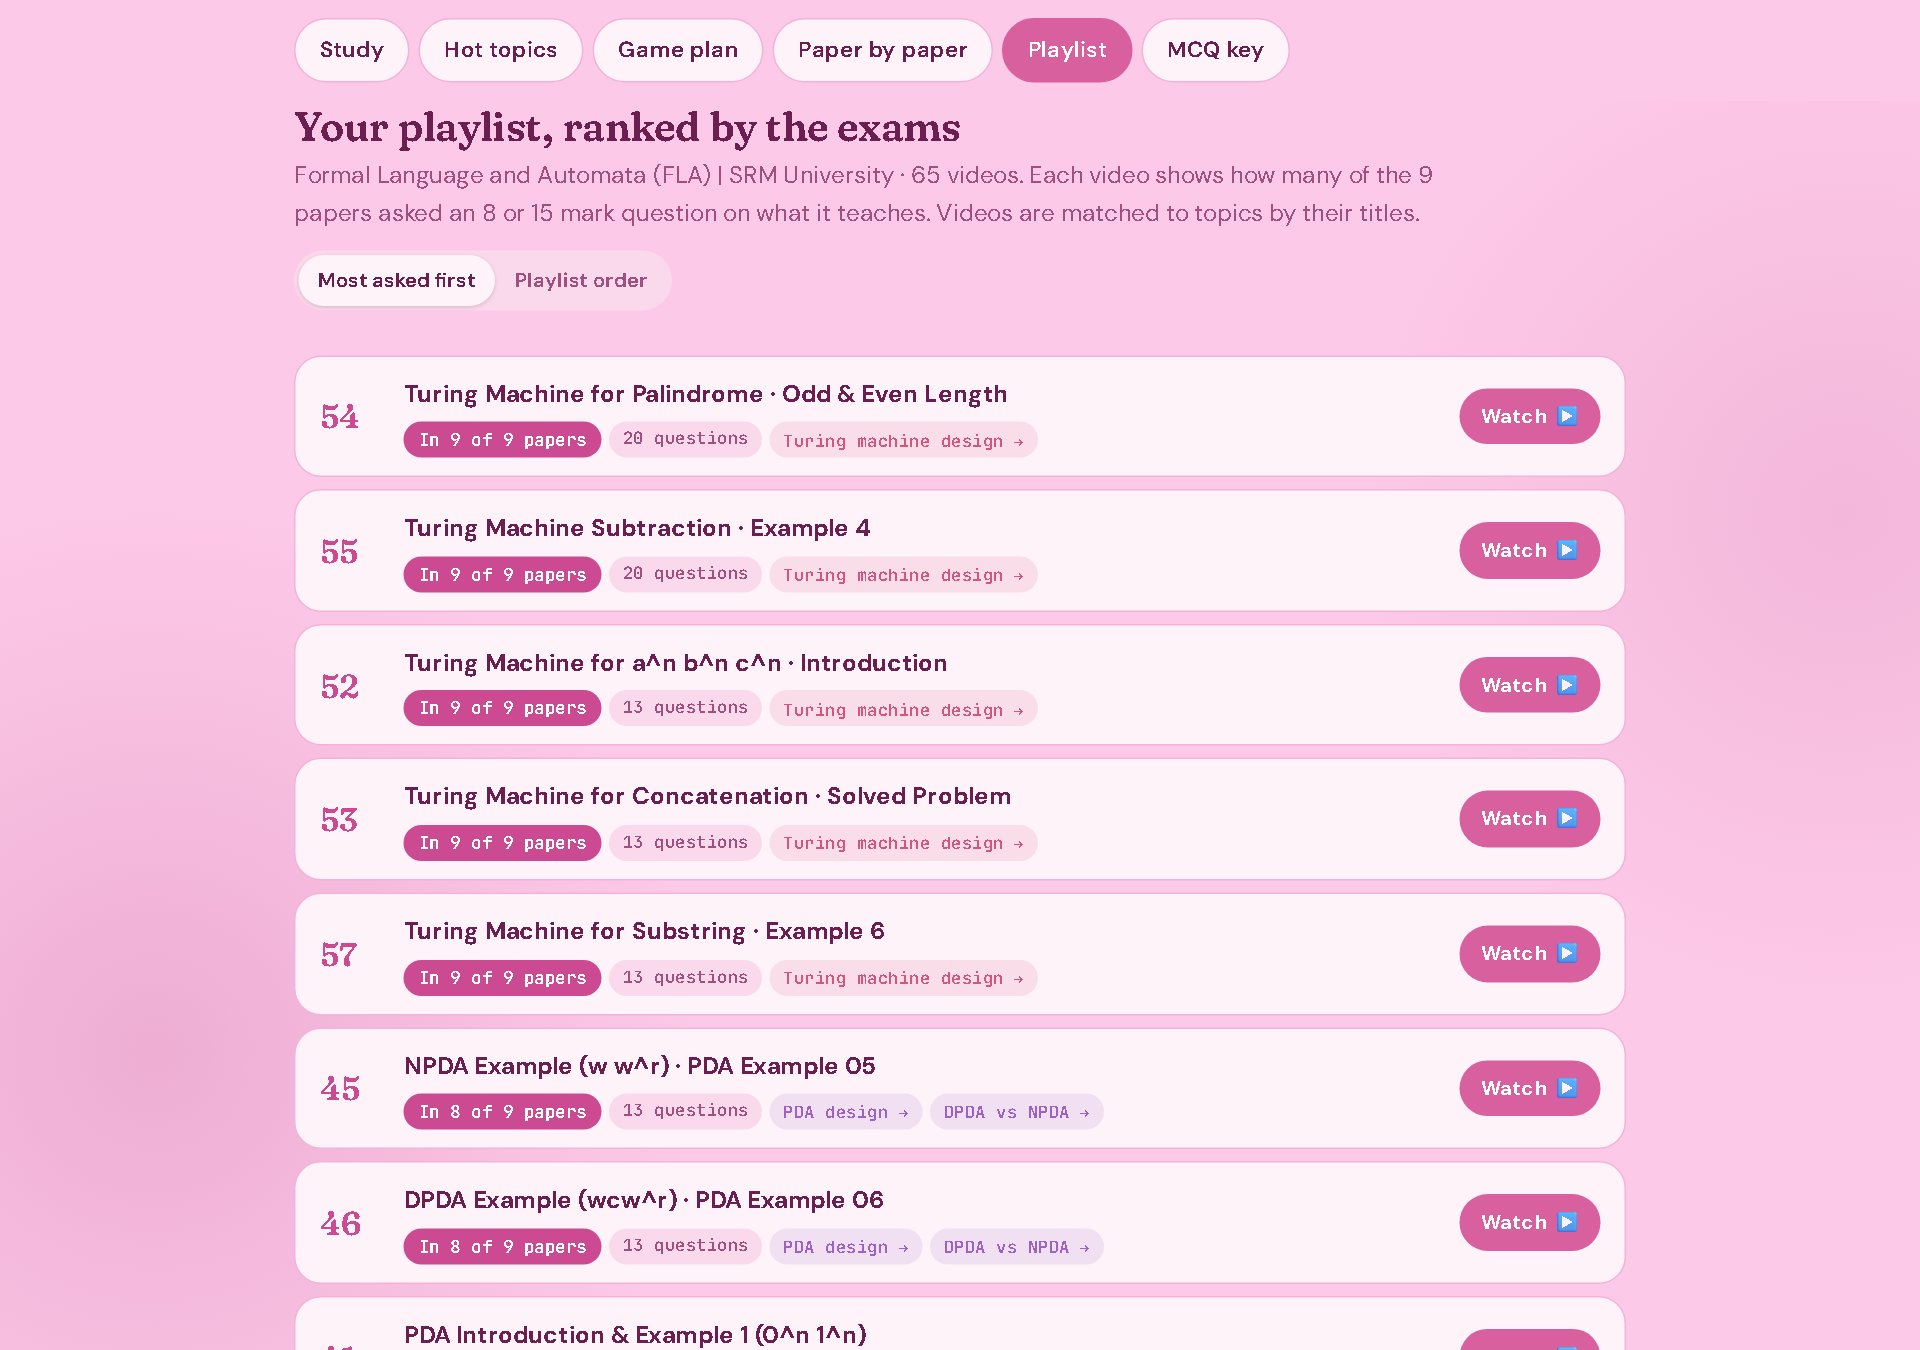 Study
Hot topics
Game plan
Paper by paper
Playlist
MCQ key
Your playlist, ranked by the exams
Formal Language and Automata (FLA) | SRM University · 65 videos. Each video shows how many of the 9
papers asked an 8 or 15 mark question on what it teaches. Videos are matched to topics by their titles.
Most asked first
Playlist order
54
Turing Machine for Palindrome · Odd & Even Length
In 9 of 9 papers
20 questions
Turing machine design →
Watch ▶
55
Turing Machine Subtraction · Example 4
In 9 of 9 papers
20 questions
Turing machine design →
Watch ▶
52
Turing Machine for a^n b^n c^n · Introduction
In 9 of 9 papers
13 questions
Turing machine design →
Watch ▶
53
Turing Machine for Concatenation · Solved Problem
In 9 of 9 papers
13 questions
Turing machine design →
Watch ▶
57
Turing Machine for Substring · Example 6
In 9 of 9 papers
13 questions
Turing machine design →
Watch ▶
45
NPDA Example (w w^r) · PDA Example 05
In 8 of 9 papers
13 questions
PDA design →
DPDA vs NPDA →
Watch ▶
46
DPDA Example (wcw^r) · PDA Example 06
In 8 of 9 papers
13 questions
PDA design →
DPDA vs NPDA →
Watch ▶
PDA Introduction & Example 1 (0^n 1^n)